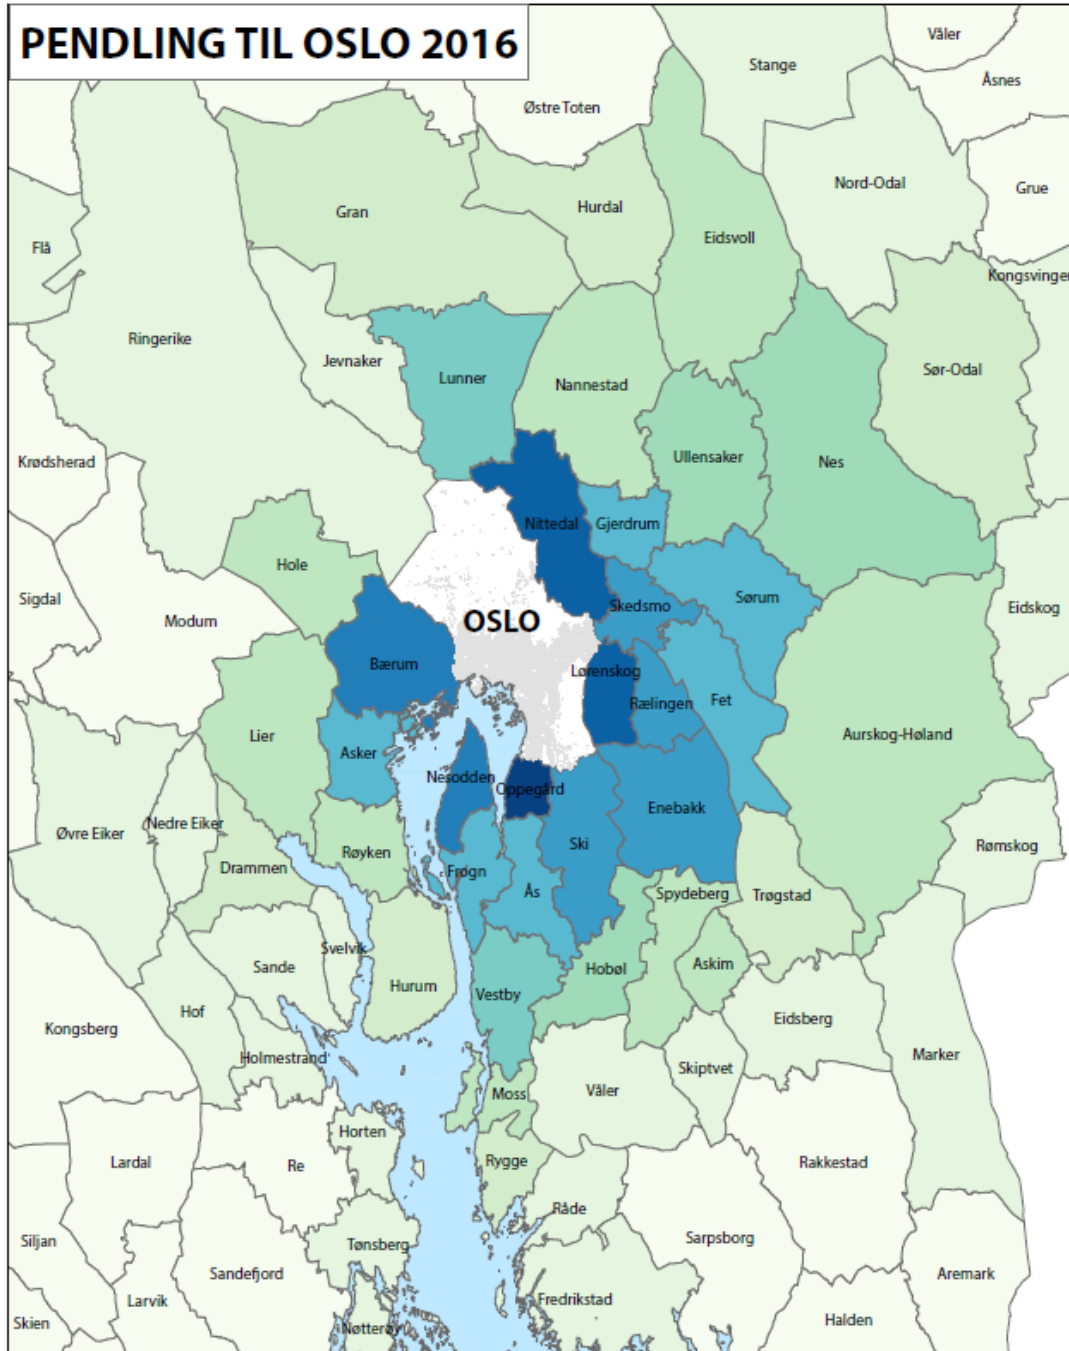 PENDLING TIL OSLO 2016
Våler
Stange
Åsnes
Østre Toten
Nord-Odal
Grue
Gran
Hurdal
Eidsvoll
Flå
Kongsvinger
Ringerike
Jevnaker
Lunner
Nannestad
Sør-Odal
Krødsherad
Ullensaker
Nes
Nittedal
Gjerdrum
Hole
Sigdal
Modum
OSLO
Skedsmo
Sørum
Eidskog
Bærum
Lørenskog
Rælingen
Fet
Lier
Asker
Aurskog-Høland
Nesodden
Oppegård
Enebakk
Øvre Eiker
Nedre Eiker
Røyken
Ski
Rømskog
Drammen
Frogn
Ås
Spydeberg
Trøgstad
Svelvik
Sande
Hobøl
Askim
Hurum
Vestby
Hof
Eidsberg
Kongsberg
Holmestrand
Skiptvet
Marker
Moss
Våler
Horten
Lardal
Re
Rygge
Rakkestad
Råde
Siljan
Tønsberg
Sarpsborg
Sandefjord
Aremark
Larvik
Fredrikstad
Skien
Nøtterøy
Halden